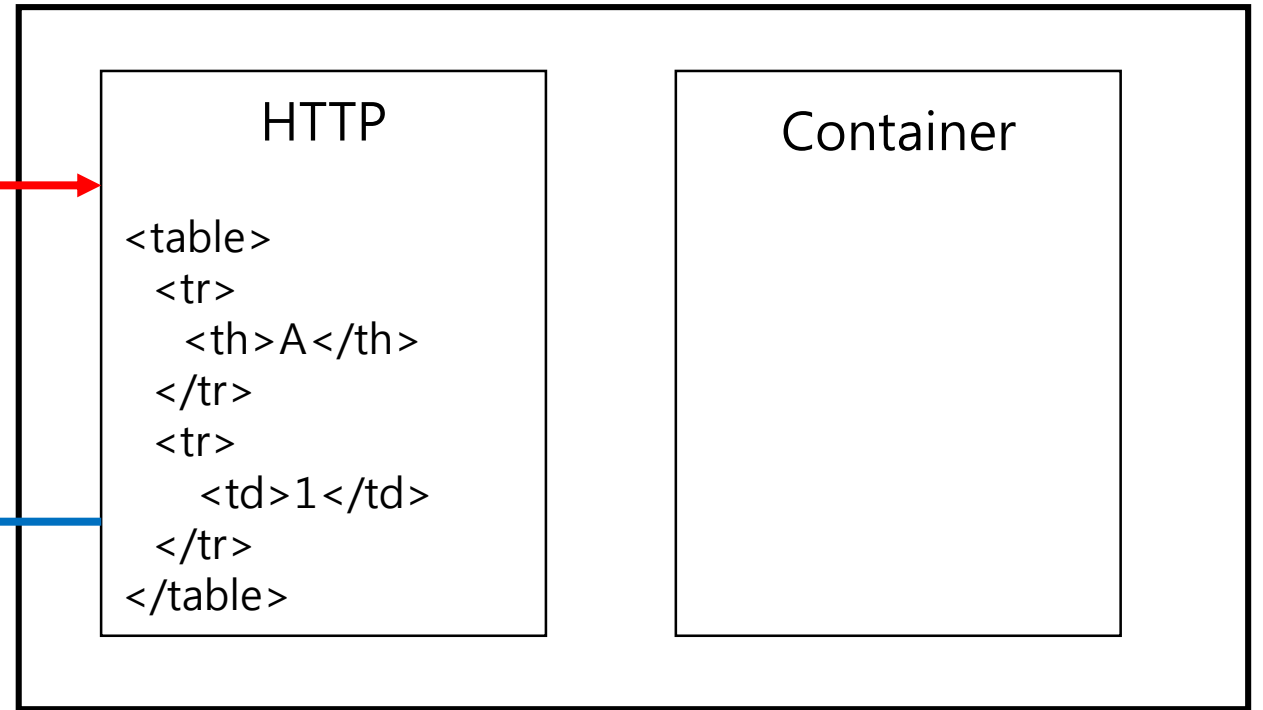 HTTP
<table>
<tr>
<th>A</th>
</tr>
<tr>
<td>1</td>
</tr>
</table>
Container